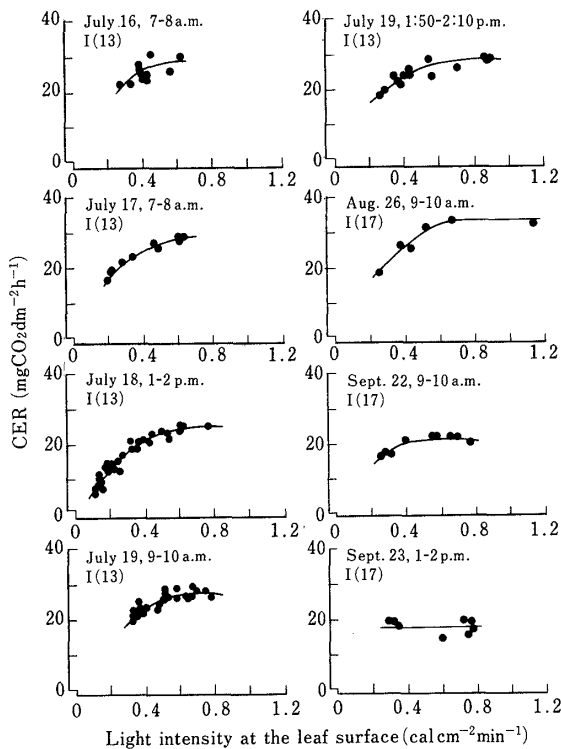 July 16, 7-8 a.m.
I (13)
40
20
0
0 0.4 0.8 1.2
July 19, 1:50-2:10 p.m.
I (13)
40
20
0
0 0.4 0.8 1.2
July 17, 7-8 a.m.
I (13)
40
20
0
0 0.4 0.8 1.2
Aug. 26, 9-10 a.m.
I (17)
40
20
0
0 0.4 0.8 1.2
July 18, 1-2 p.m.
I (13)
40
20
0
0 0.4 0.8 1.2
Sept. 22, 9-10 a.m.
I (17)
40
20
0
0 0.4 0.8 1.2
July 19, 9-10 a.m.
I (13)
40
20
0
0 0.4 0.8 1.2
Sept. 23, 1-2 p.m.
I (17)
40
20
0
0 0.4 0.8 1.2
CER (mgCO₂dm⁻²h⁻¹)
Light intensity at the leaf surface (cal cm⁻²min⁻¹)